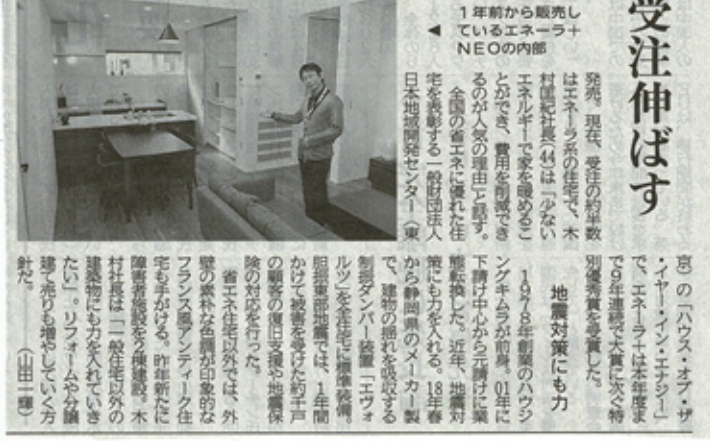 受注伸ばす
1年前から販売し
ているエネーラ+
NEOの内部
◀
発売。現在、受注の約半数
はエネーラ系の住宅で、木
村匡紀社長(44)は「少ない
エネルギーで家を暖めるこ
とができ、費用を削減でき
るのが人気の理由」と話す。
全国の省エネに優れた住
宅を表彰する一般財団法人
日本地域開発センター(東
京)の「ハウス・オブ・ザ
・イヤー・イン・エナジー」
で、エネーラ+は本年度ま
で9年連続で大賞に次ぐ特
別優秀賞を受賞した。
地震対策にも力
1978年創業のハウジ
ングキムラが前身。01年に
下請け中心から元請けに業
態転換した。近年、地震対
策にも力を入れる。18年春
から静岡県のメーカー製
で、建物の揺れを吸収する
制振ダンパー装置「エヴォ
ルツ」を全住宅に標準装備。
胆振東部地震では、1年間
かけて被害を受けた約千戸
の顧客の復旧支援や地震保
険の対応を行った。
省エネ住宅以外では、外
壁の素朴な色調が印象的な
フランス風アンティーク住
宅も手がける。昨年新たに
障害者施設を2棟建設。木
村社長は「一般住宅以外の
建築物にも力を入れていき
たい」。リフォームや分譲
建て売りも増やしていく方
針だ。(山田一輝)